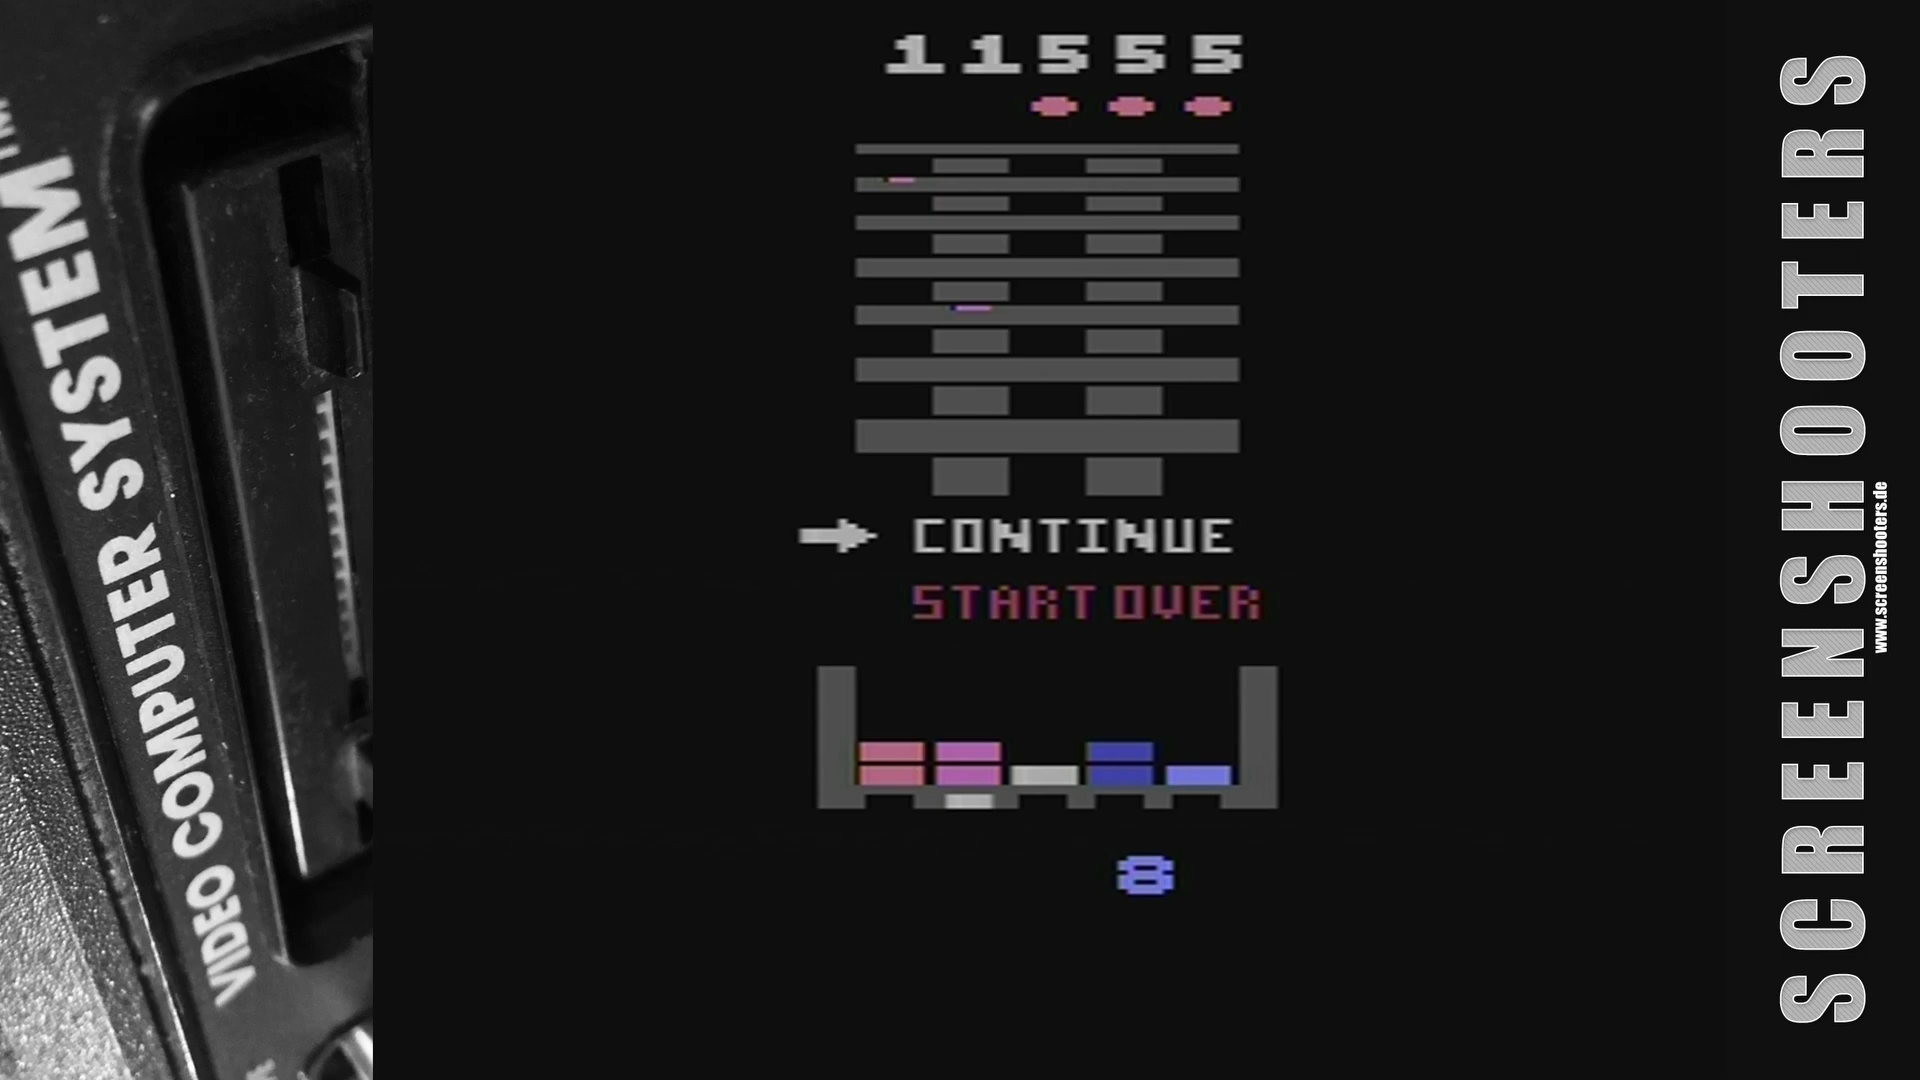 11555
CONTINUE
START OVER
8
VIDEO COMPUTER SYSTEM
SCREENSHOOTERS
www.screenshooters.de